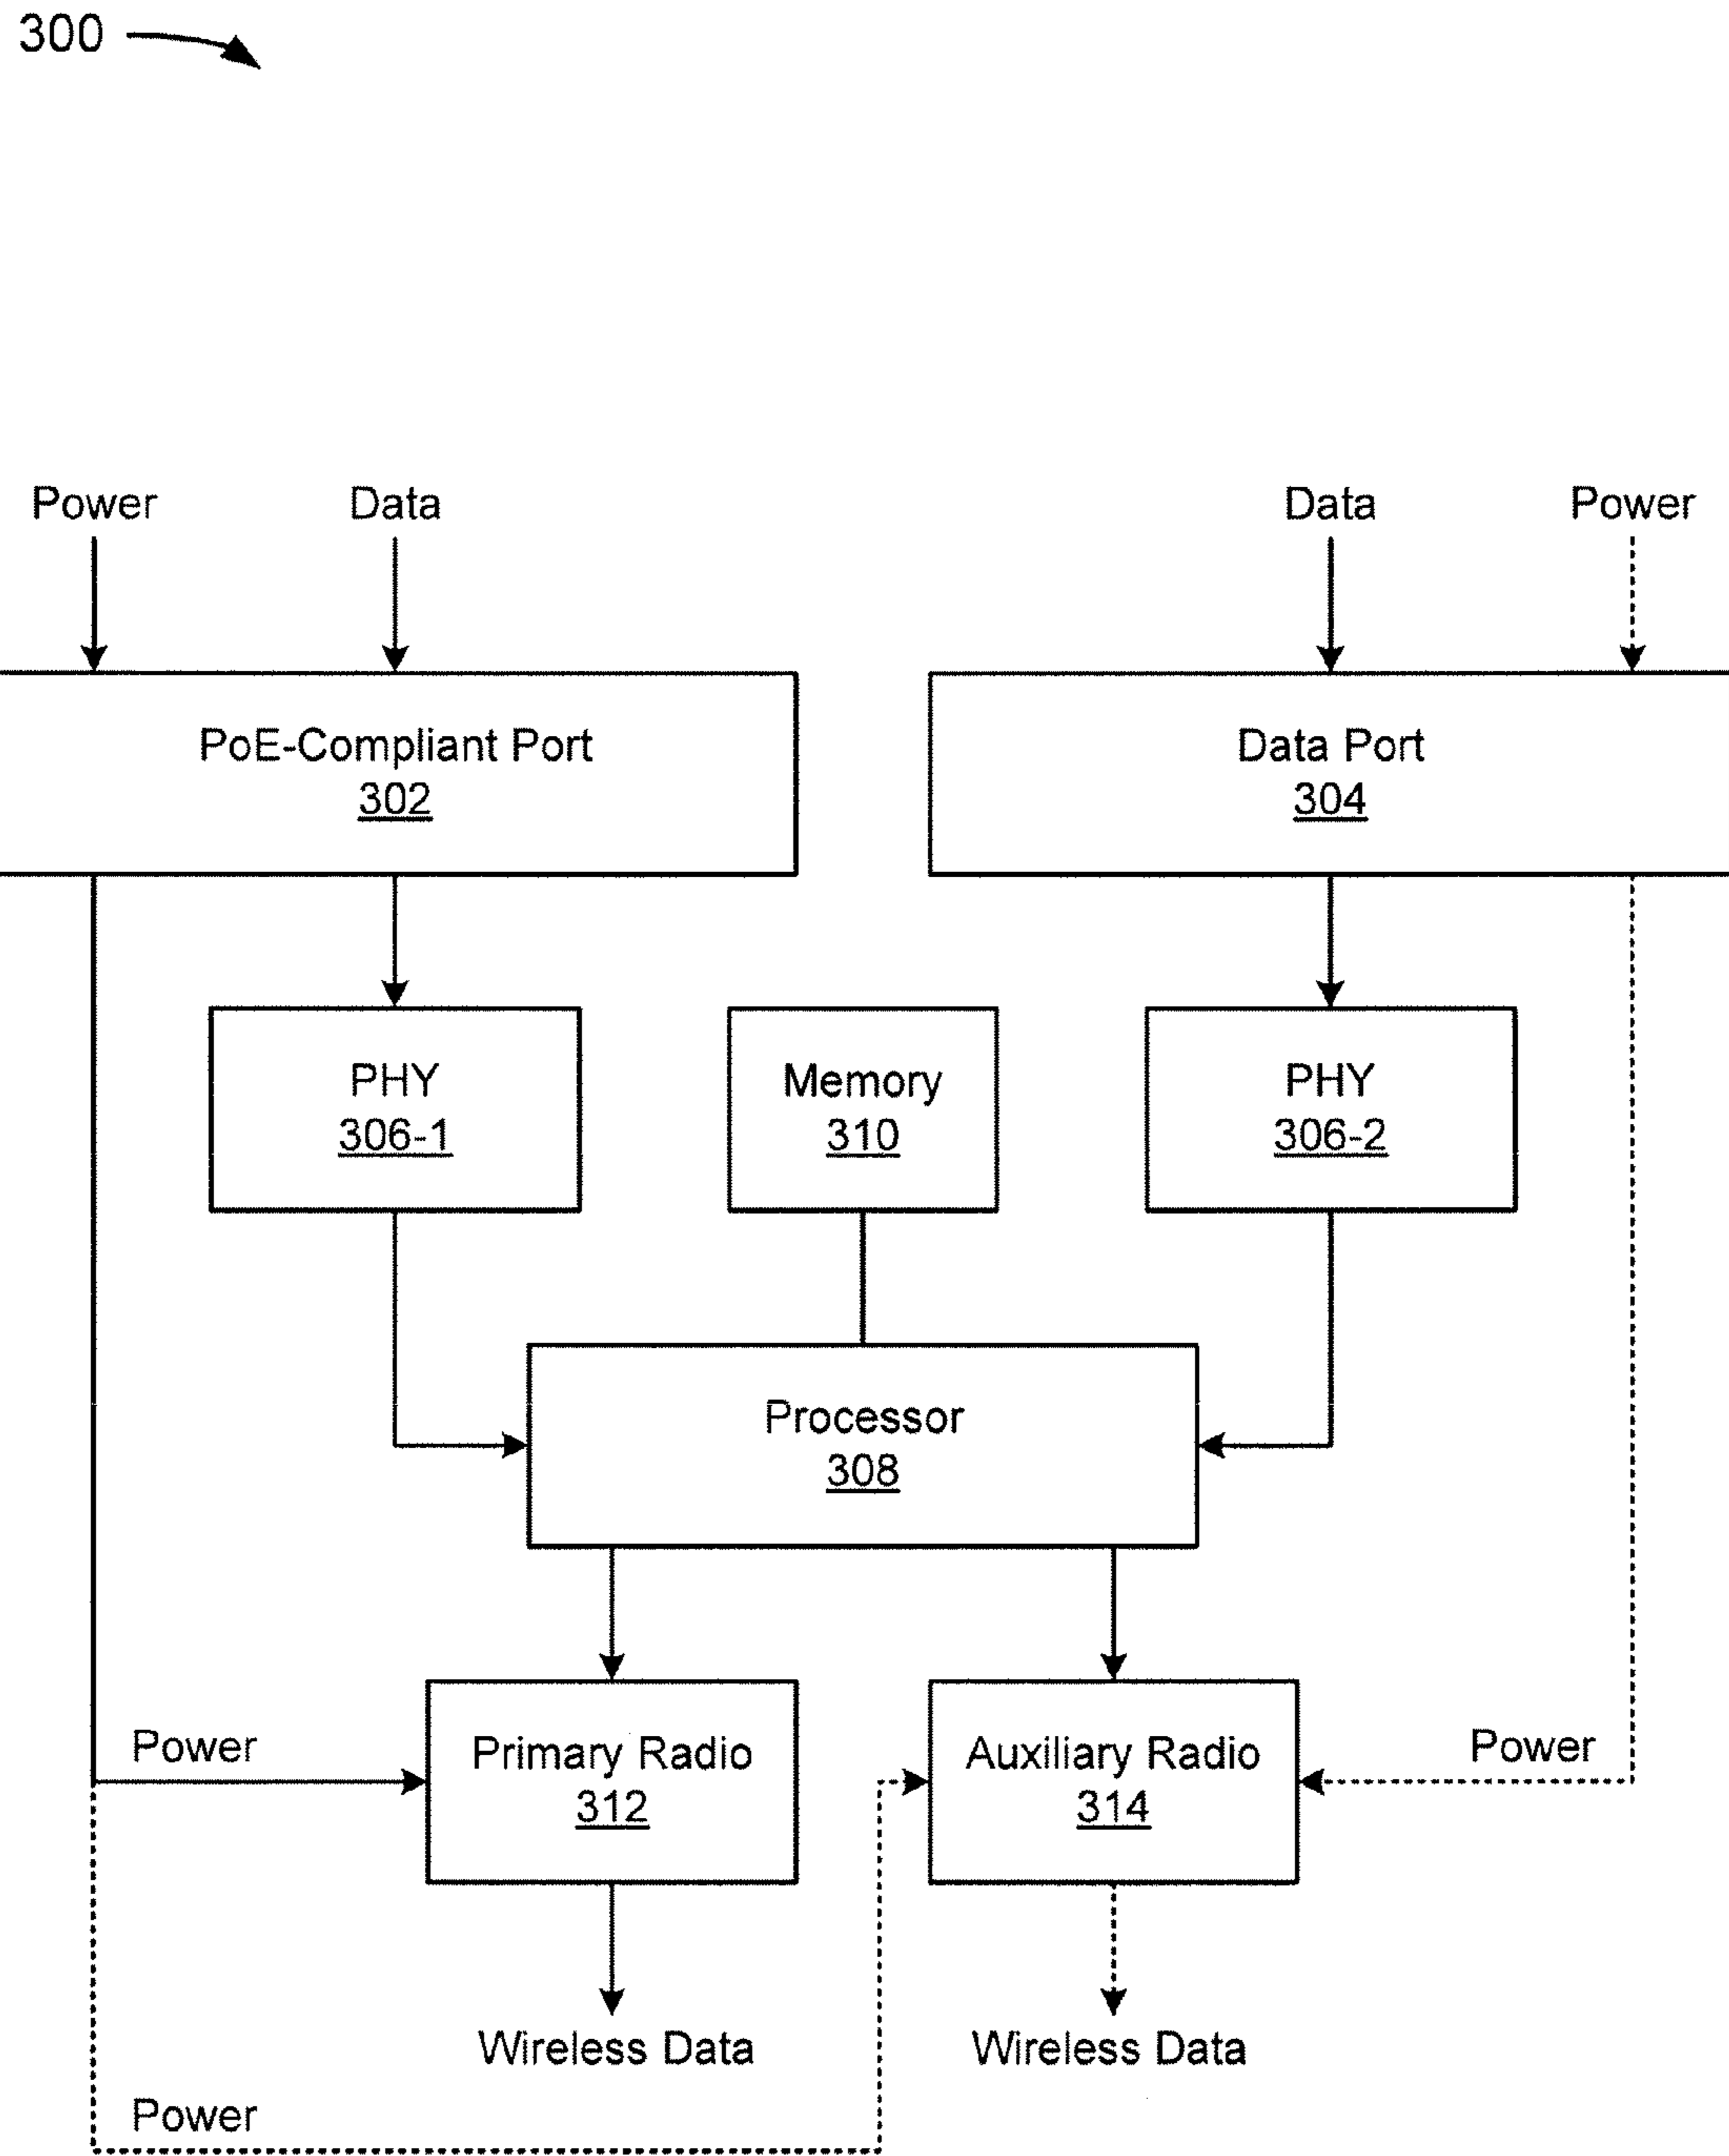 300
Power
Data
Data
Power
PoE-Compliant Port
302
Data Port
304
PHY
306-1
Memory
310
PHY
306-2
Processor
308
Power
Primary Radio
312
Auxiliary Radio
314
Power
Wireless Data
Wireless Data
Power